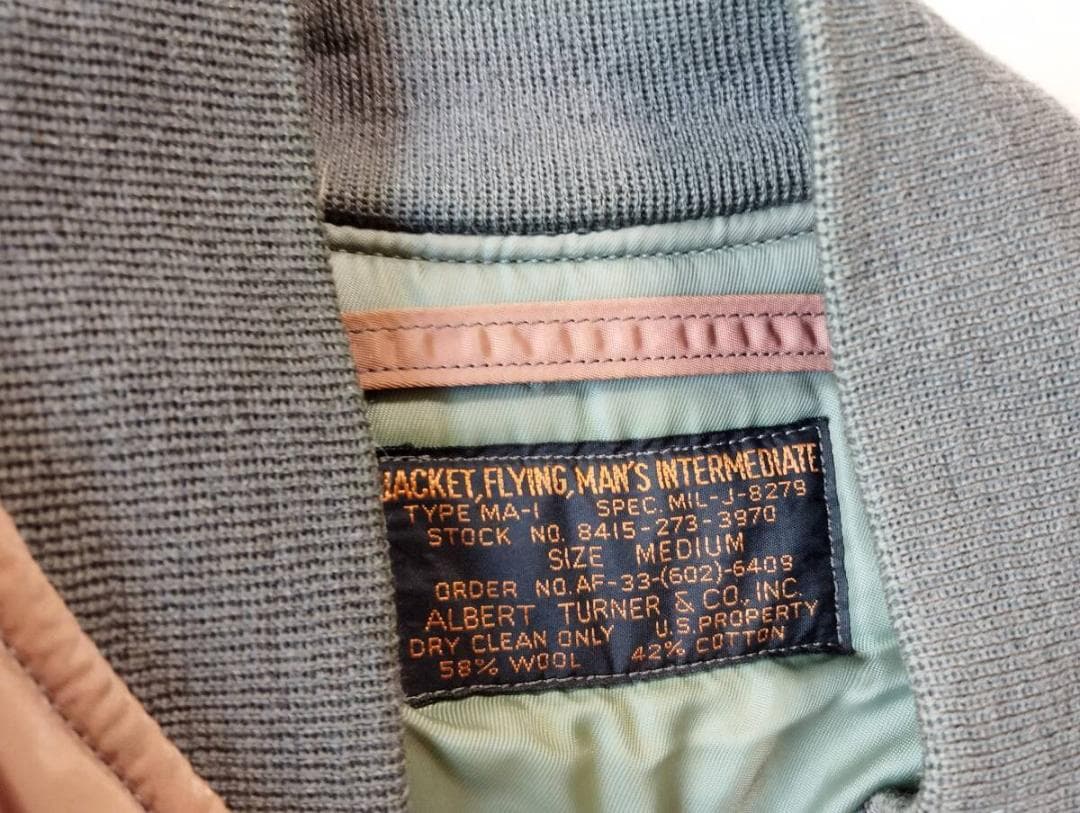 JACKET, FLYING, MAN'S INTERMEDIATE
TYPE MA-1 SPEC. MIL-J-8279
STOCK NO. 8415-273-3970
SIZE MEDIUM
ORDER NO. AF-33-(602)-6409
ALBERT TURNER & CO., INC.
DRY CLEAN ONLY U.S. PROPERTY
58% WOOL 42% COTTON